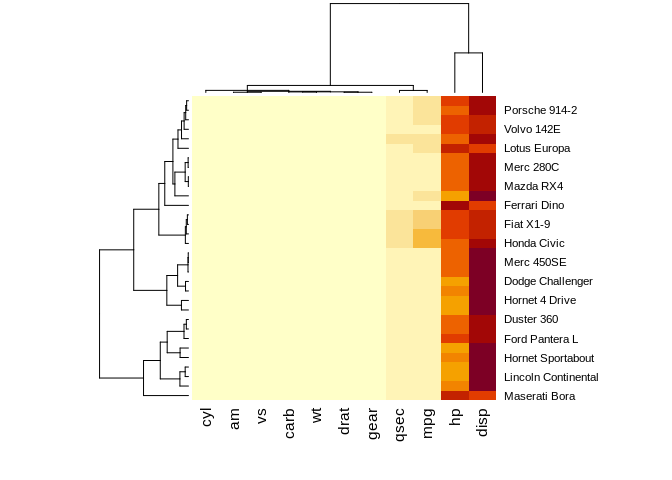 Porsche 914-2
Volvo 142E
Lotus Europa
Merc 280C
Mazda RX4
Ferrari Dino
Fiat X1-9
Honda Civic
Merc 450SE
Dodge Challenger
Hornet 4 Drive
Duster 360
Ford Pantera L
Hornet Sportabout
Lincoln Continental
Maserati Bora
cyl
am
vs
carb
wt
drat
gear
qsec
mpg
hp
disp